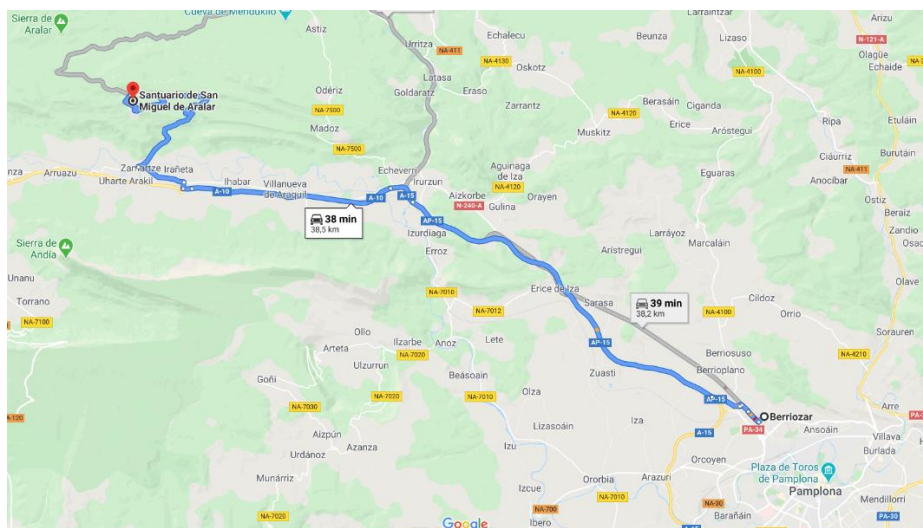 Sierra de
Aralar
Cueva de Mendukilo
Astiz
Urritza
NA-411
Echalecu
Beunza
Larraintzar
Lizaso
N-121-A
Arizu
Olagüe
Etxaide
Santuario de San
Miguel de Aralar
Odériz
NA-7500
Madoz
NA-7500
Latasa
Goldaratz
Eraso
NA-4130
Oskotz
Zarrantz
NA-4120
Muskitz
Berasáin
Erice
Ciganda
Aróstegui
NA-4100
Ripa
Ciáurriz
NA-411
Anocíbar
Etuláin
Burutáin
Ostiz
Arruazu
Zamartze
Irañeta
Uharte Arakil
Ihabar
Villanueva
de Araquil
A-10
Echeverri
A-10
A-15
Irurzun
Aizkorbe
N-240-A
Gulina
Aguinaga
de Iza
NA-4120
Orayen
Eguaras
Beraiz
Zandio
Osac
38 min
38,5 km
AP-15
Izurdiaga
Erroz
Larráyoz
Marcaláin
Aristregui
Olave
Sierra de
Andía
Unanu
Torrano
NA-7100
NA-7010
NA-7012
Erice de Iza
Sarasa
39 min
38,2 km
NA-4100
Cildoz
Orrio
Sorauren
NA-4210
Ollo
Arteta
Ilzarbe
NA-7020
Ulzurrun
Anoz
Lete
Beásoain
NA-7010
AP-15
Zuasti
Berriosuso
Berrioplano
Goñi
NA-7030
Olza
AP-15
Berriozar
Arre
NA-120
Aizpún
Urdánoz
Azanza
Lizasoáin
Iza
A-15
PA-34
Ansoáin
Villava
Burlada
Izu
Orcoyen
Plaza de Toros
de Pamplona
Munárriz
Izcue
Ororbia
Arazuri
NA-30
Pamplona
Mendillorri
NA-7020
NA-700
Ibero
NA-7010
Barañáin
PA-30
Google